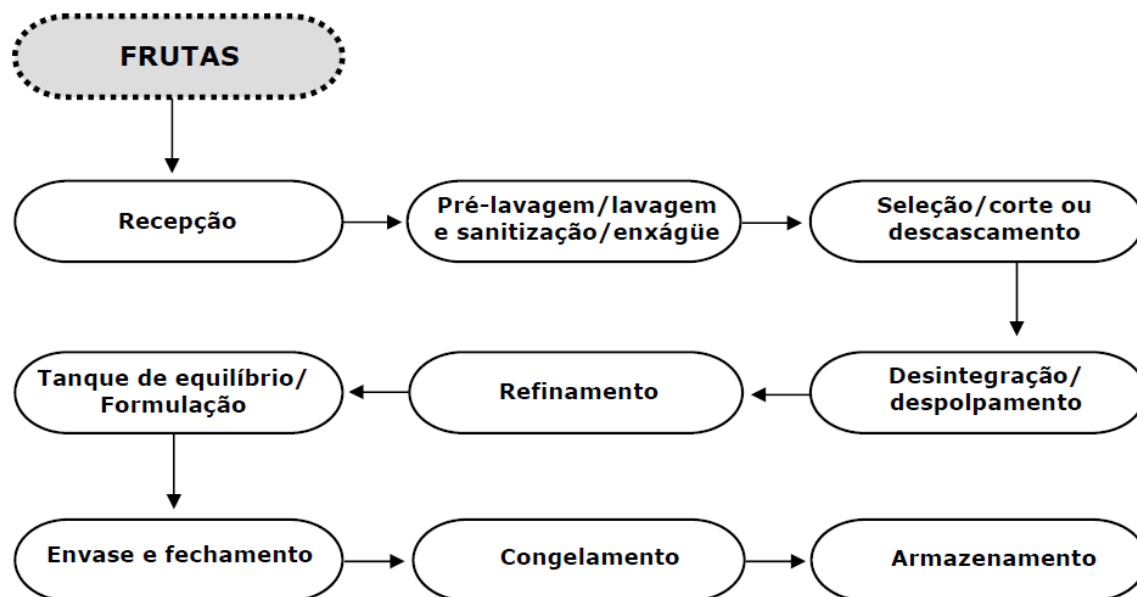 FRUTAS
Recepção
Pré-lavagem/lavagem
e sanitização/enxágüe
Seleção/corte ou
descascamento
Desintegração/
despolpamento
Refinamento
Tanque de equilíbrio/
Formulação
Envase e fechamento
Congelamento
Armazenamento